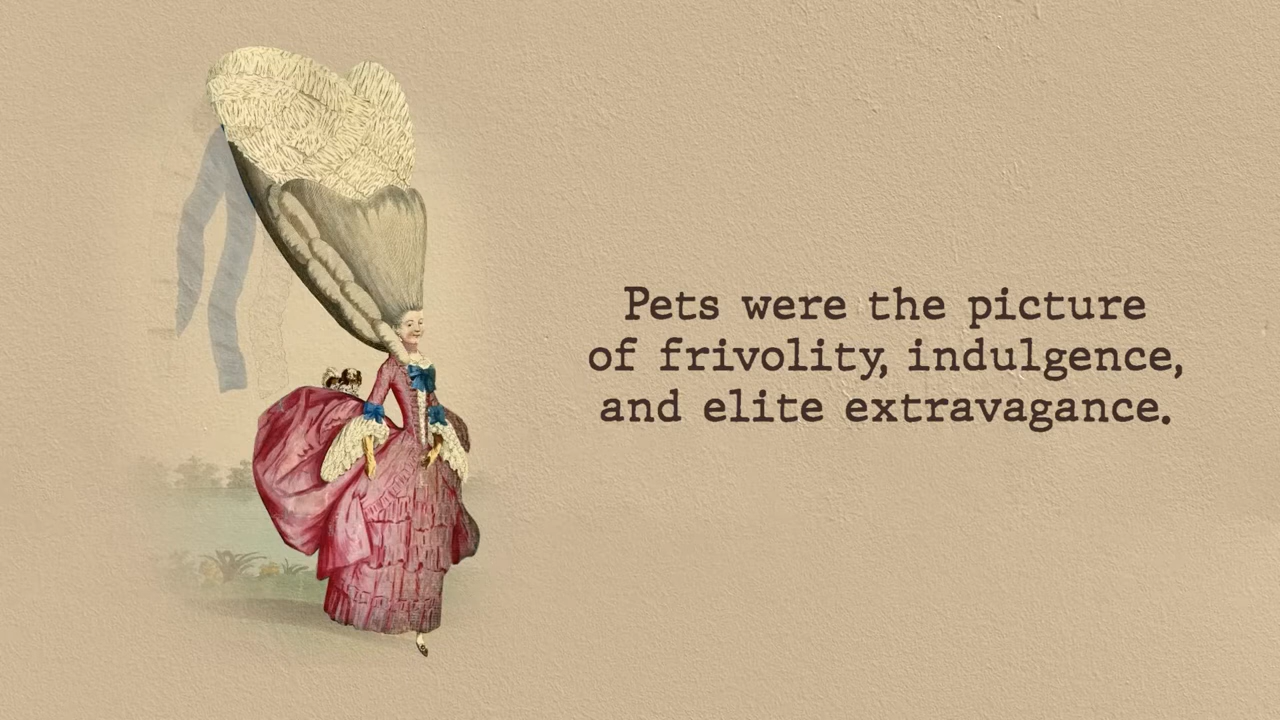 Pets were the picture
of frivolity, indulgence,
and elite extravagance.